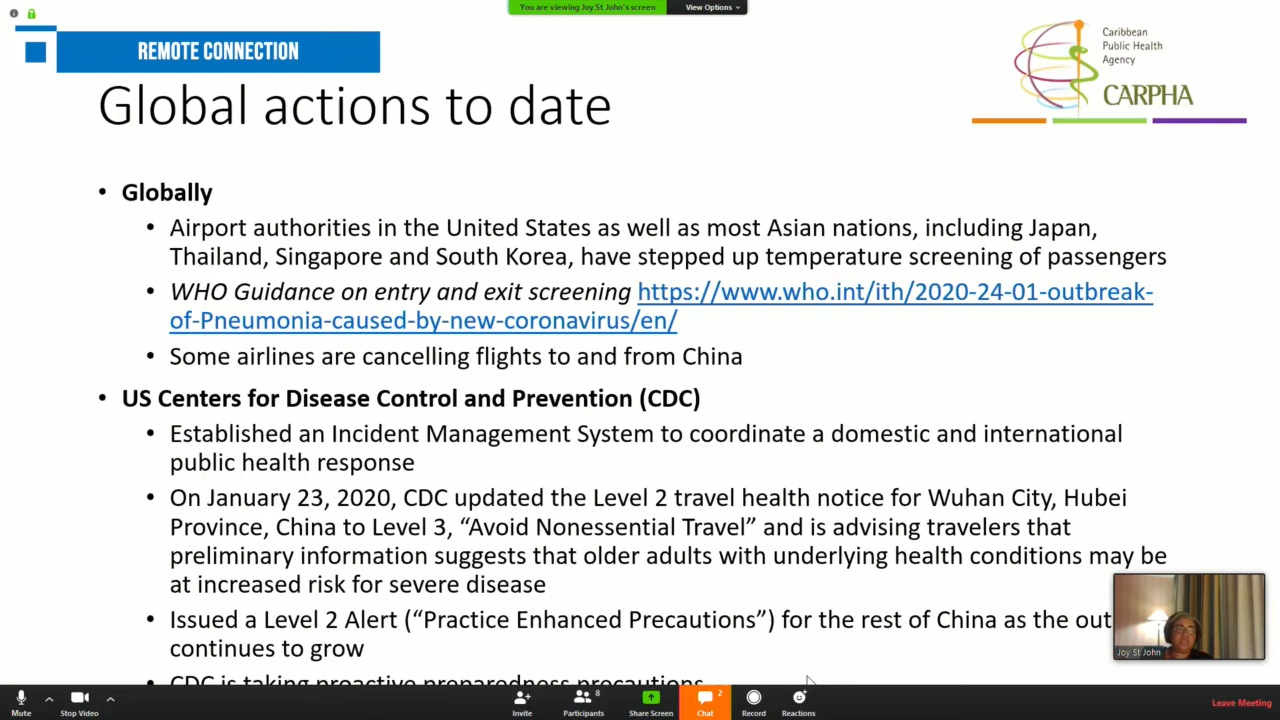 You are viewing Joy St John's screen
View Options
REMOTE CONNECTION
Caribbean
Public Health
Agency
CARPHA
Global actions to date
• Globally
• Airport authorities in the United States as well as most Asian nations, including Japan,
Thailand, Singapore and South Korea, have stepped up temperature screening of passengers
• WHO Guidance on entry and exit screening https://www.who.int/ith/2020-24-01-outbreak-
of-Pneumonia-caused-by-new-coronavirus/en/
• Some airlines are cancelling flights to and from China
• US Centers for Disease Control and Prevention (CDC)
• Established an Incident Management System to coordinate a domestic and international
public health response
• On January 23, 2020, CDC updated the Level 2 travel health notice for Wuhan City, Hubei
Province, China to Level 3, “Avoid Nonessential Travel” and is advising travelers that
preliminary information suggests that older adults with underlying health conditions may be
at increased risk for severe disease
• Issued a Level 2 Alert (“Practice Enhanced Precautions”) for the rest of China as the out
continues to grow
• CDC is taking proactive preparedness precautions
Joy St John
Mute
Stop Video
Invite
Participants
8
Share Screen
Chat
2
Record
Reactions
Leave Meeting